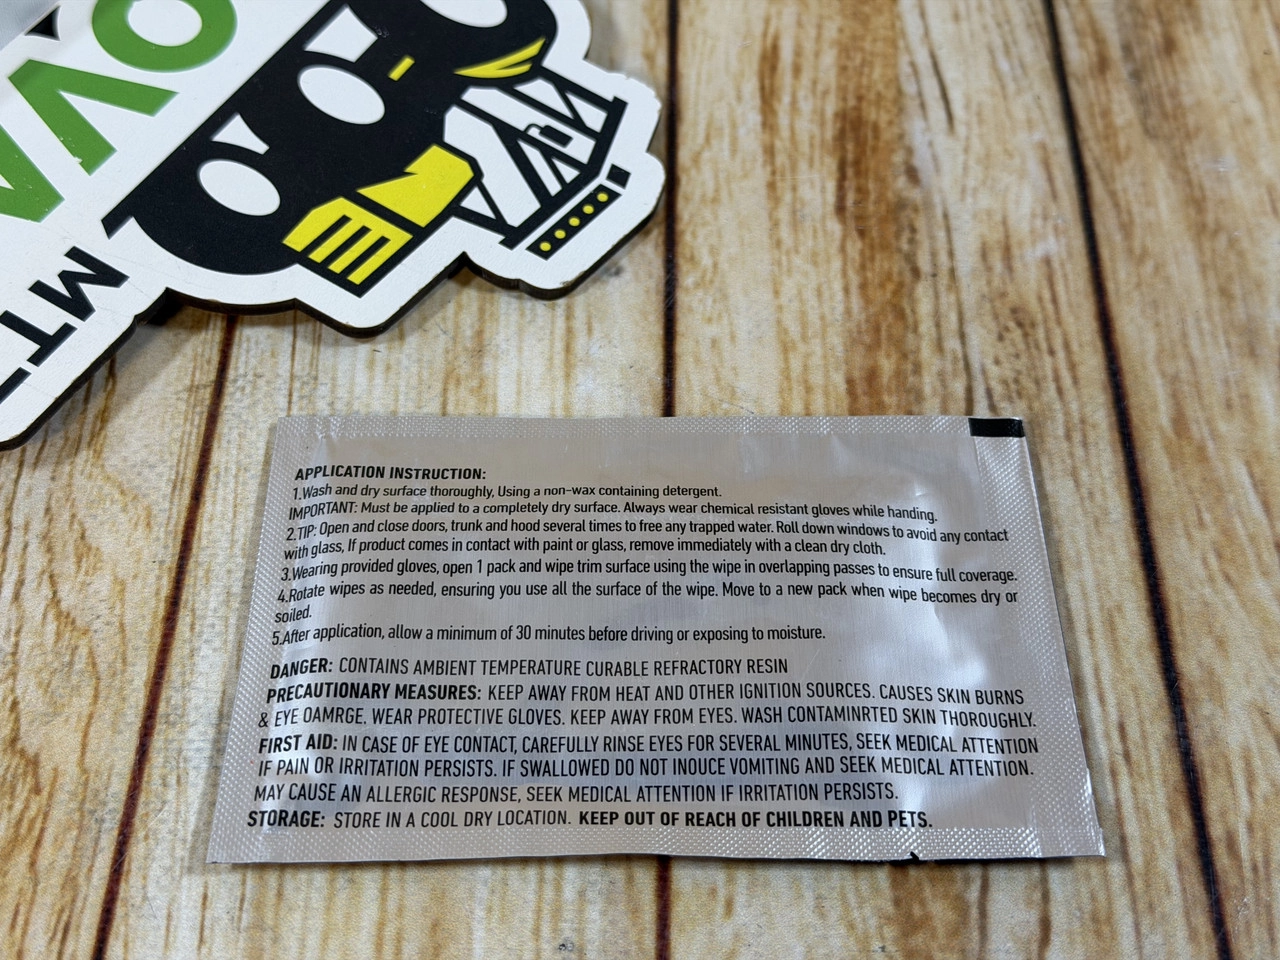 OVA
MTL
APPLICATION INSTRUCTION:
1.Wash and dry surface thoroughly, Using a non-wax containing detergent.
IMPORTANT: Must be applied to a completely dry surface. Always wear chemical resistant gloves while handing.
2.TIP: Open and close doors, trunk and hood several times to free any trapped water. Roll down windows to avoid any contact
with glass, If product comes in contact with paint or glass, remove immediately with a clean dry cloth.
3.Wearing provided gloves, open 1 pack and wipe trim surface using the wipe in overlapping passes to ensure full coverage.
4.Rotate wipes as needed, ensuring you use all the surface of the wipe. Move to a new pack when wipe becomes dry or
soiled.
5.After application, allow a minimum of 30 minutes before driving or exposing to moisture.
DANGER: CONTAINS AMBIENT TEMPERATURE CURABLE REFRACTORY RESIN
PRECAUTIONARY MEASURES: KEEP AWAY FROM HEAT AND OTHER IGNITION SOURCES. CAUSES SKIN BURNS
& EYE OAMRGE, WEAR PROTECTIVE GLOVES. KEEP AWAY FROM EYES. WASH CONTAMINRTED SKIN THOROUGHLY.
FIRST AID: IN CASE OF EYE CONTACT, CAREFULLY RINSE EYES FOR SEVERAL MINUTES, SEEK MEDICAL ATTENTION
IF PAIN OR IRRITATION PERSISTS. IF SWALLOWED DO NOT INOUCE VOMITING AND SEEK MEDICAL ATTENTION.
MAY CAUSE AN ALLERGIC RESPONSE, SEEK MEDICAL ATTENTION IF IRRITATION PERSISTS.
STORAGE: STORE IN A COOL DRY LOCATION. KEEP OUT OF REACH OF CHILDREN AND PETS.